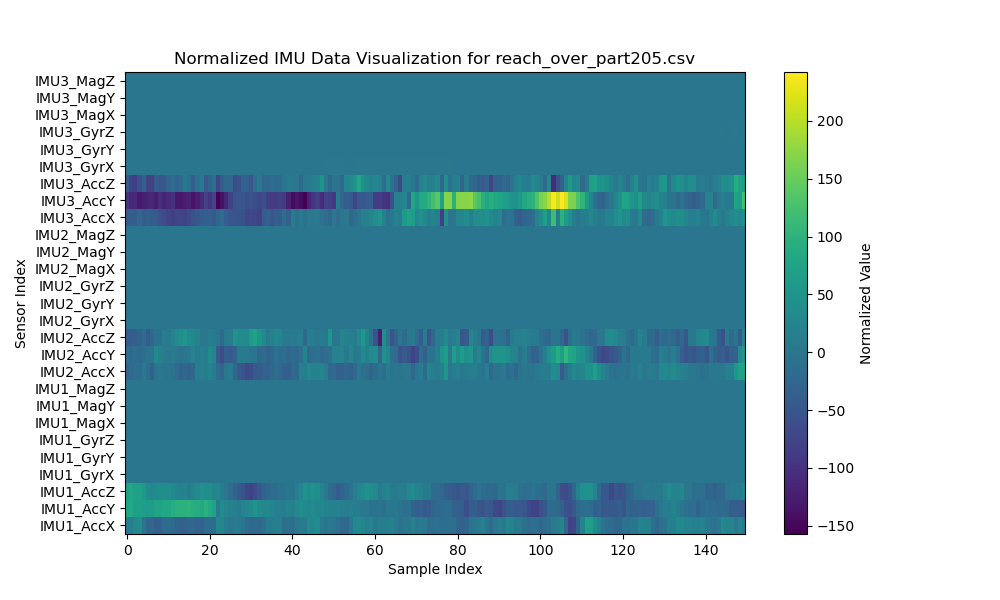 Normalized IMU Data Visualization for reach_over_part205.csv
IMU3_MagZ
IMU3_MagY
IMU3_MagX
IMU3_GyrZ
IMU3_GyrY
IMU3_GyrX
IMU3_AccZ
IMU3_AccY
IMU3_AccX
IMU2_MagZ
IMU2_MagY
IMU2_MagX
IMU2_GyrZ
IMU2_GyrY
IMU2_GyrX
IMU2_AccZ
IMU2_AccY
IMU2_AccX
IMU1_MagZ
IMU1_MagY
IMU1_MagX
IMU1_GyrZ
IMU1_GyrY
IMU1_GyrX
IMU1_AccZ
IMU1_AccY
IMU1_AccX
Sensor Index
0 20 40 60 80 100 120 140
Sample Index
200
150
100
50
0
−50
−100
−150
Normalized Value